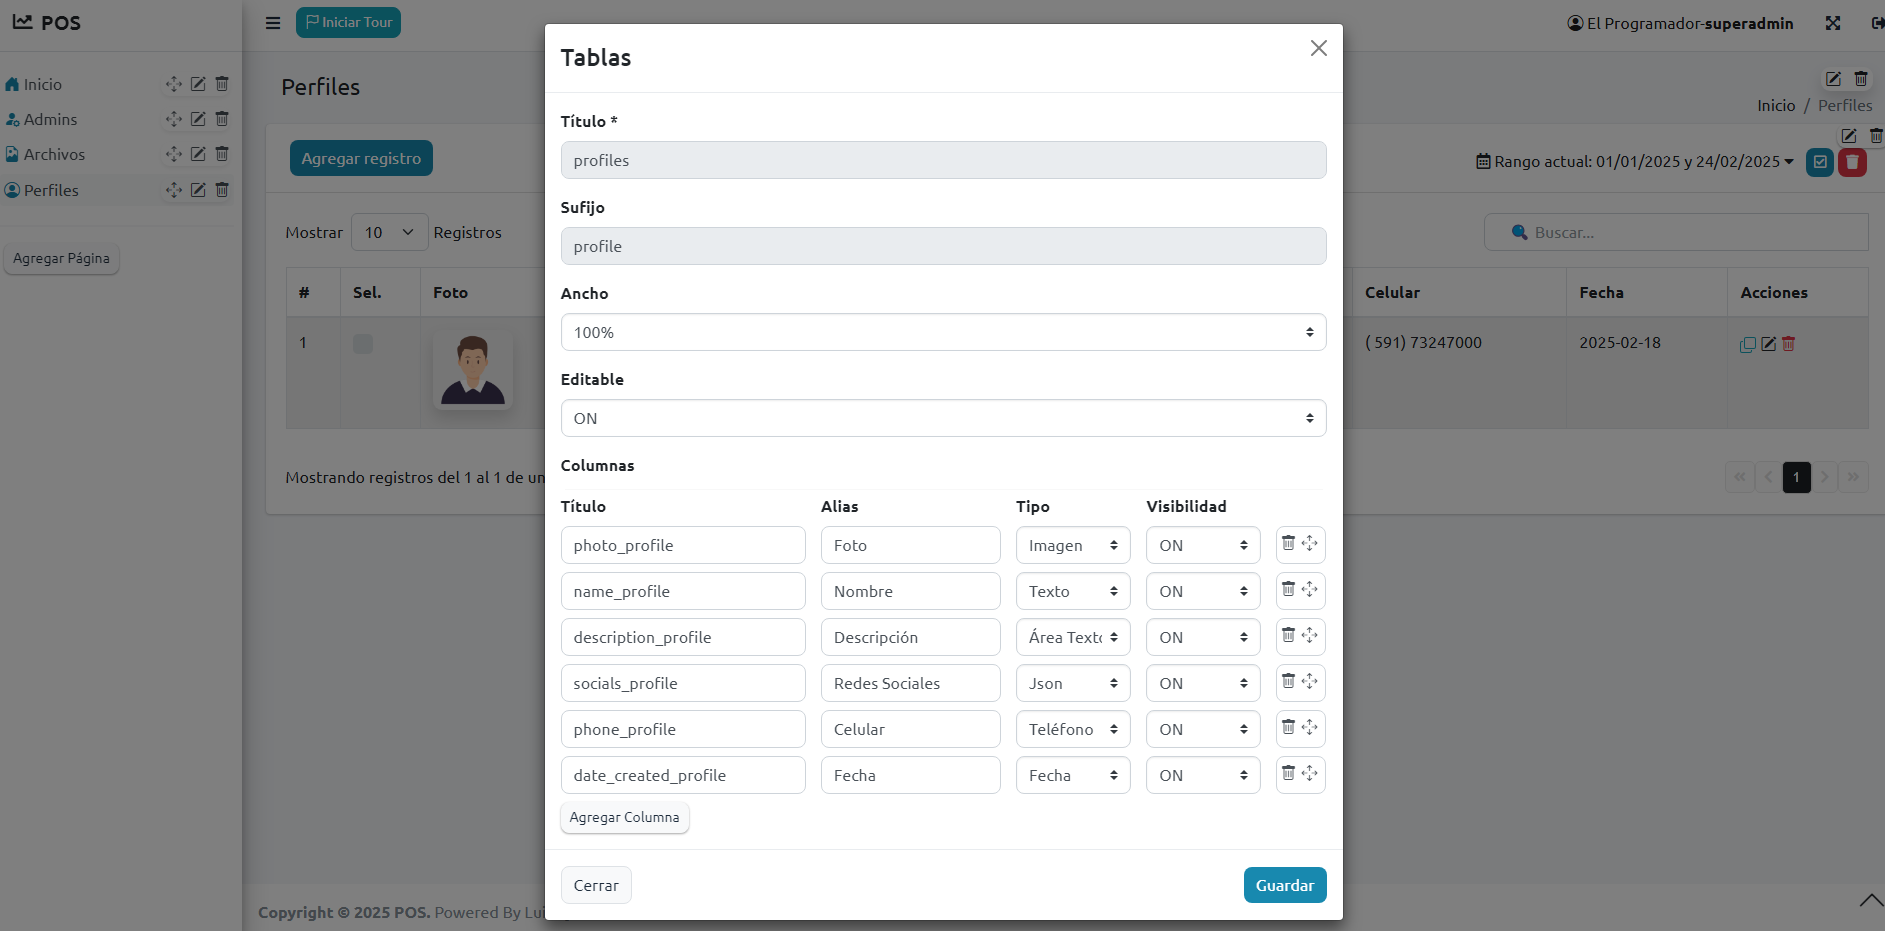 POS
Iniciar Tour
El Programador-superadmin
Inicio
Admins
Archivos
Perfiles
Agregar Página
Perfiles
Inicio / Perfiles
Agregar registro
Rango actual: 01/01/2025 y 24/02/2025
Mostrar 10 Registros
Buscar...
# Sel. Foto Celular Fecha Acciones
1 ( 591) 73247000 2025-02-18
Mostrando registros del 1 al 1 de un
« ‹ 1 › »
Copyright © 2025 POS. Powered By
Tablas
Título *
profiles
Sufijo
profile
Ancho
100%
Editable
ON
Columnas
Título Alias Tipo Visibilidad
photo_profile Foto Imagen ON
name_profile Nombre Texto ON
description_profile Descripción Área Texto ON
socials_profile Redes Sociales Json ON
phone_profile Celular Teléfono ON
date_created_profile Fecha Fecha ON
Agregar Columna
Cerrar Guardar